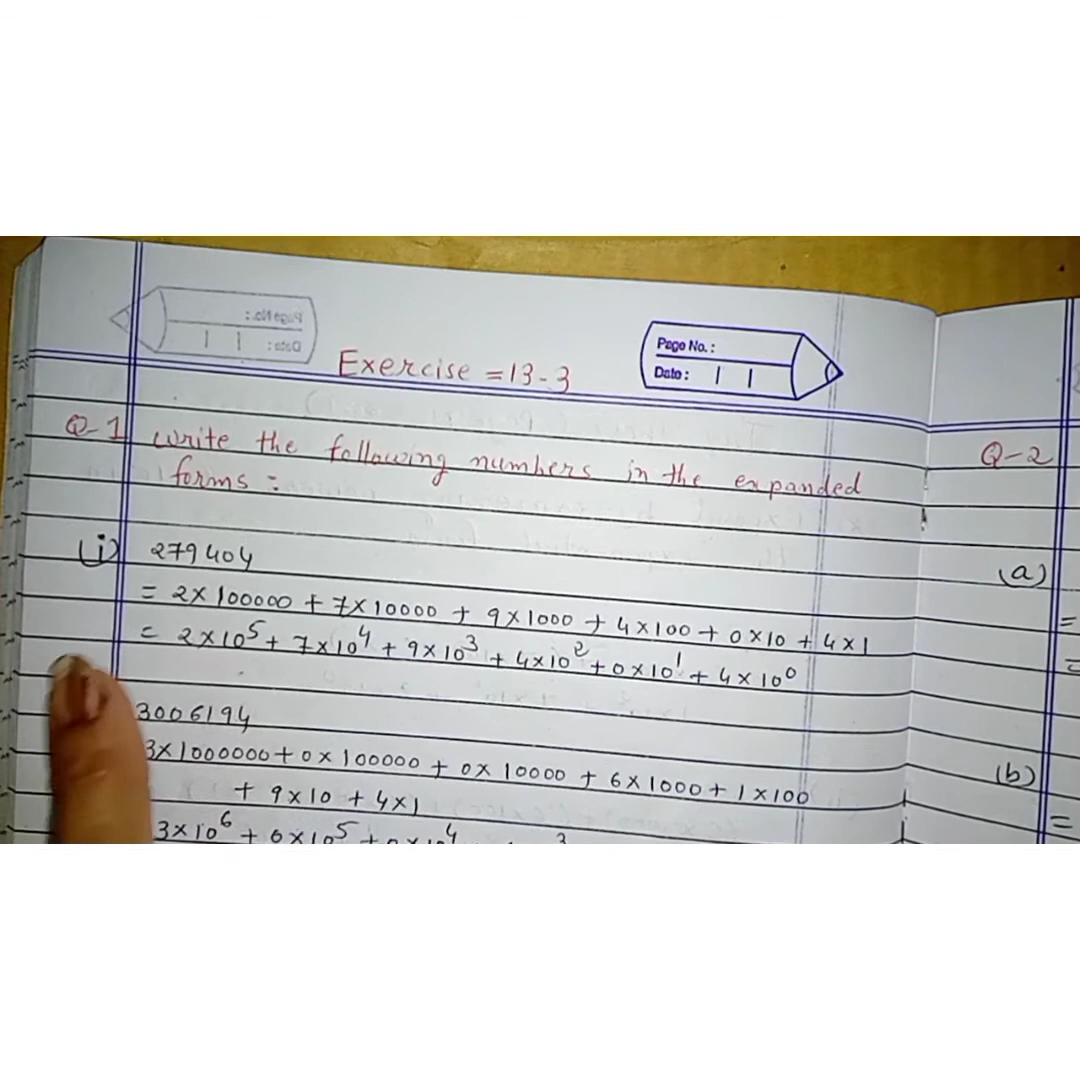 Exercise = 13-3
Page No. :
Date :
Q-1 write the following numbers in the expanded
forms :
(i) 279404
= 2×100000 + 7×10000 + 9×1000 + 4×100 + 0×10 + 4×1
= 2×10⁵ + 7×10⁴ + 9×10³ + 4×10² + 0×10¹ + 4×10⁰
3006194
3×1000000 + 0×100000 + 0×10000 + 6×1000 + 1×100
+ 9×10 + 4×1
3×10⁶ + 0×10⁵ + 0×10⁴
Q-2
(a)
=
=
(b)
=